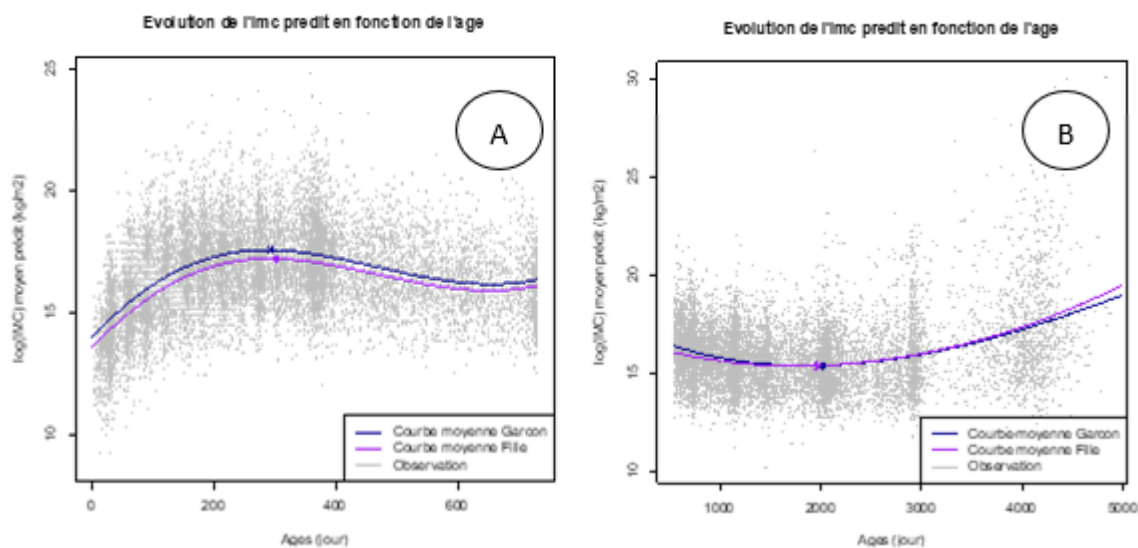 Evolution de l'imc predit en fonction de l'age
A
log(IMC) moyen prédit (kg/m2)
25
20
15
10
0
200
400
600
Ages (jour)
Courbe moyenne Garcon
Courbe moyenne Fille
Observation
Evolution de l'imc predit en fonction de l'age
B
log(IMC) moyen prédit (kg/m2)
30
25
20
15
10
1000
2000
3000
4000
5000
Ages (jour)
Courbe moyenne Garcon
Courbe moyenne Fille
Observation